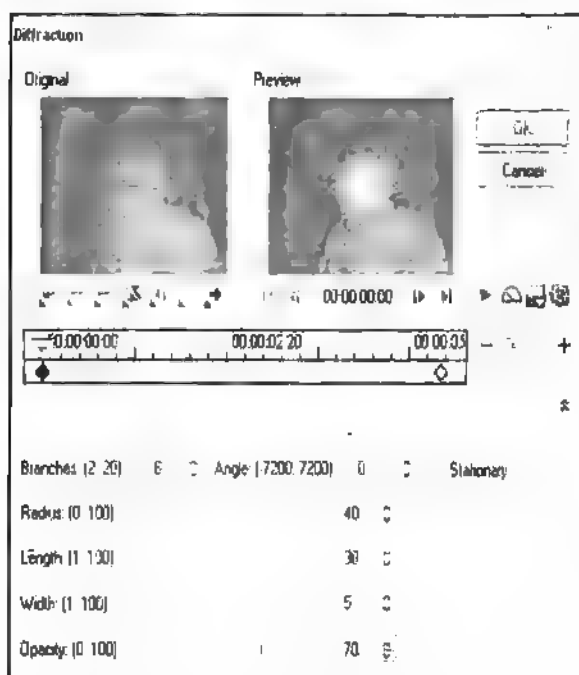 Diffraction
Original Preview
OK
Cancel
00:00:00:00
0:00:00:00 00:00:02:20 00:00:05
Branches: (2 20) 6 Angle: (-7200: 7200) 0 Stationary
Radius: (0 100) 40
Length: (1 100) 30
Width: (1 100) 5
Opacity: (0 100) 70